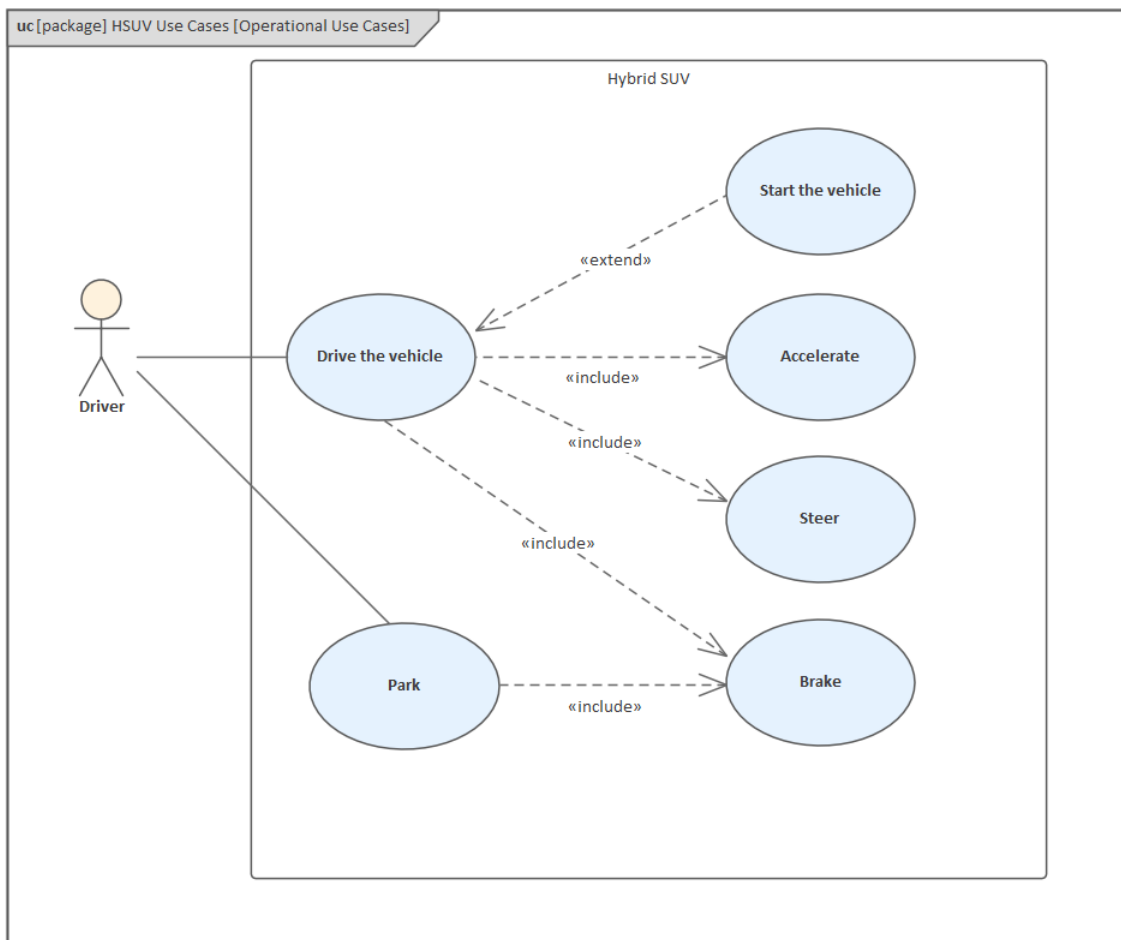 uc [package] HSUV Use Cases [Operational Use Cases]
Hybrid SUV
Start the vehicle
«extend»
Drive the vehicle
Accelerate
«include»
Driver
«include»
Steer
«include»
Park
Brake
«include»